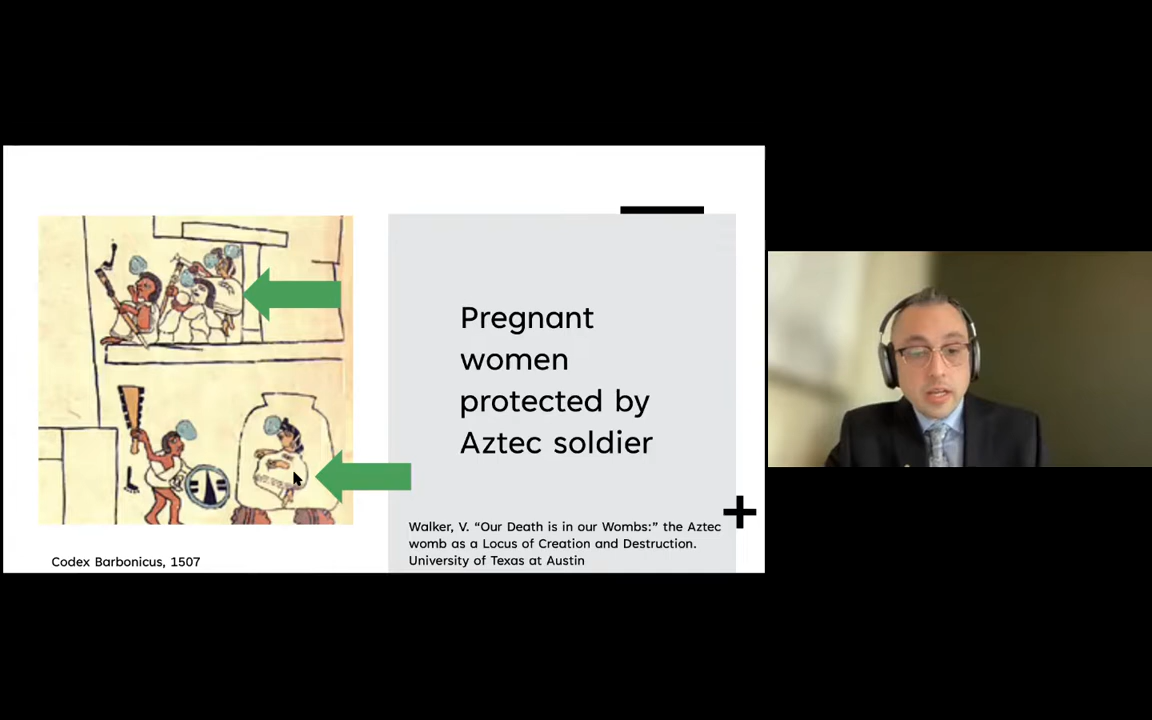 Pregnant
women
protected by
Aztec soldier
Walker, V. “Our Death is in our Wombs:” the Aztec
womb as a Locus of Creation and Destruction.
University of Texas at Austin
Codex Barbonicus, 1507